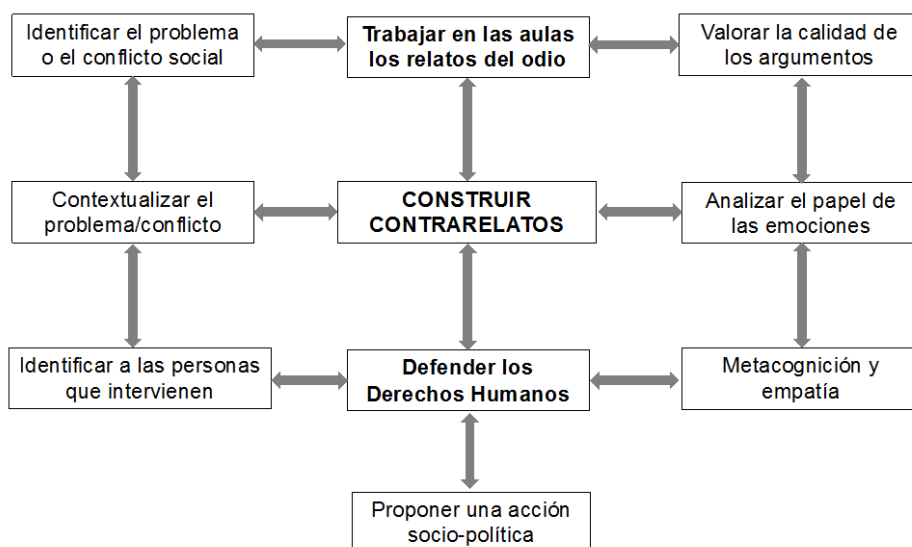 Identificar el problema
o el conflicto social
Trabajar en las aulas
los relatos del odio
Valorar la calidad de
los argumentos
Contextualizar el
problema/conflicto
CONSTRUIR
CONTRARELATOS
Analizar el papel de
las emociones
Identificar a las personas
que intervienen
Defender los
Derechos Humanos
Metacognición y
empatía
Proponer una acción
socio-política